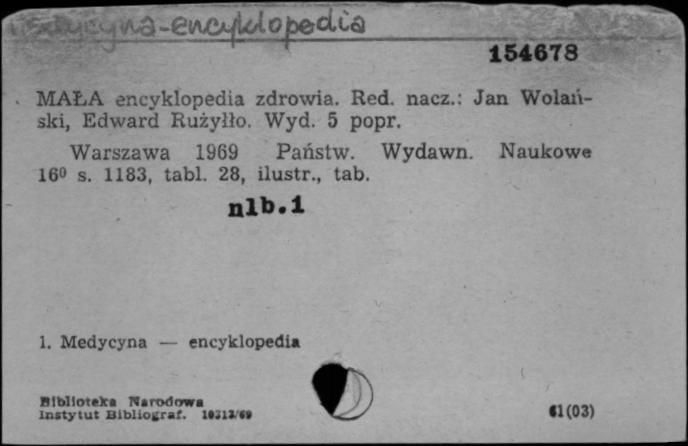 Medycyna-encyklopedia
154678
MAŁA encyklopedia zdrowia. Red. nacz.: Jan Wolań-
ski, Edward Rużyłło. Wyd. 5 popr.
Warszawa 1969 Państw. Wydawn. Naukowe
16⁰ s. 1183, tabl. 28, ilustr., tab.
nlb.1
1. Medycyna — encyklopedia
Biblioteka Narodowa
Instytut Bibliograf. 10313/69
61(03)